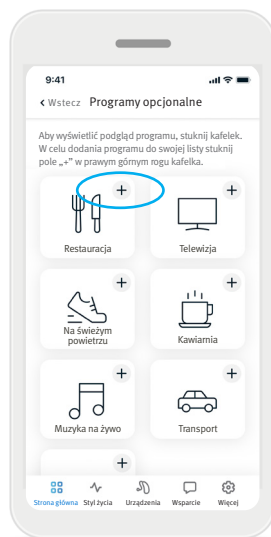 9:41
Wstecz Programy opcjonalne
Aby wyświetlić podgląd programu, stuknij kafelek.
W celu dodania programu do swojej listy stuknij
pole „+” w prawym górnym rogu kafelka.
+ +
Restauracja Telewizja
+ +
Na świeżym
powietrzu
Kawiarnia
+ +
Muzyka na żywo Transport
+
Strona główna Styl życia Urządzenia Wsparcie Więcej